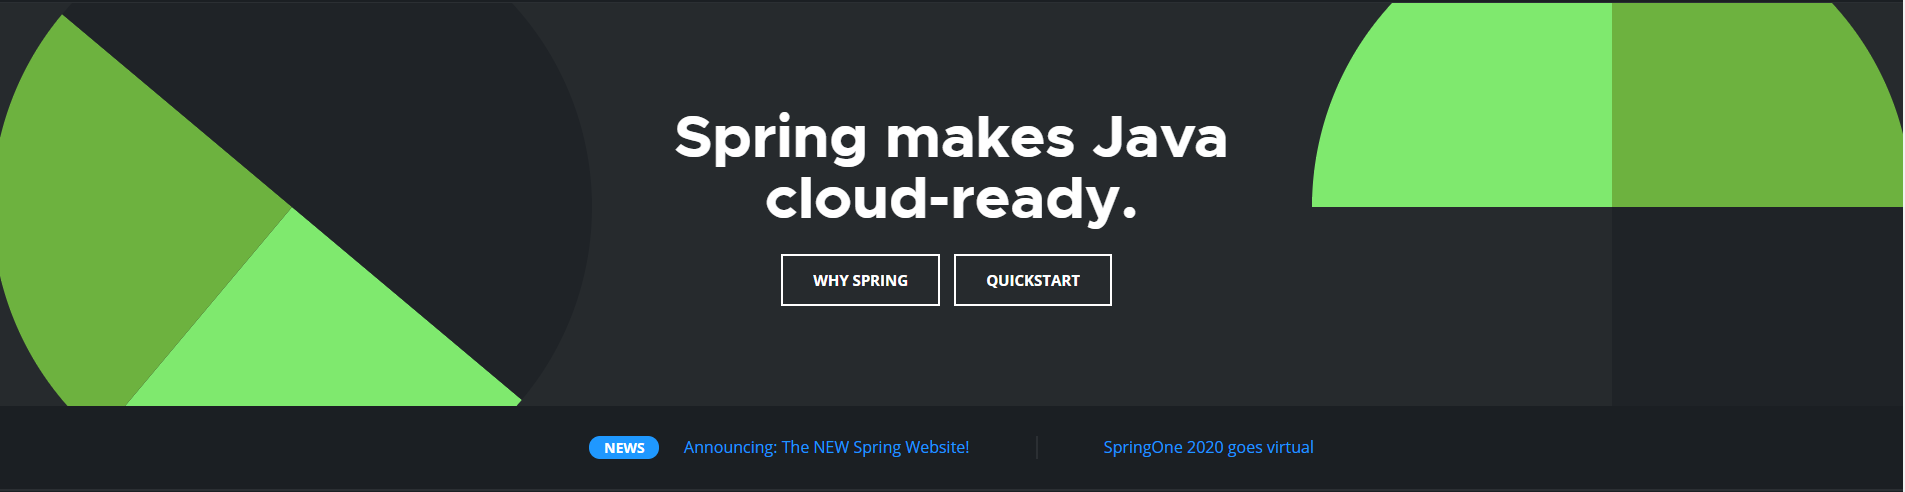 Spring makes Java
cloud-ready.
WHY SPRING
QUICKSTART
NEWS
Announcing: The NEW Spring Website!
SpringOne 2020 goes virtual